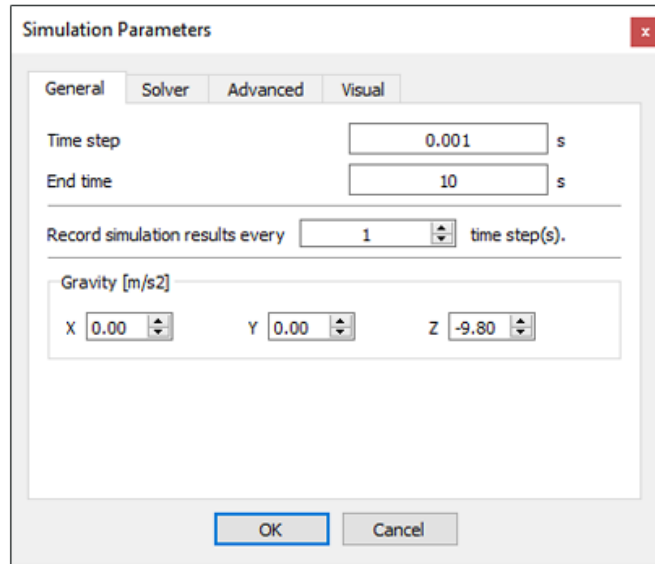 Simulation Parameters x
General Solver Advanced Visual
Time step 0.001 s
End time 10 s
Record simulation results every 1 time step(s).
Gravity [m/s2]
X 0.00 Y 0.00 Z -9.80
OK Cancel